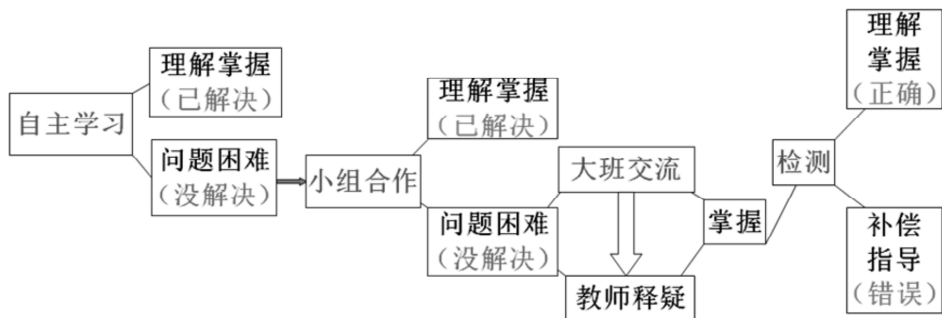 自主学习
理解掌握
（已解决）
问题困难
（没解决）
小组合作
理解掌握
（已解决）
问题困难
（没解决）
大班交流
教师释疑
掌握
检测
理解
掌握
（正确）
补偿
指导
（错误）